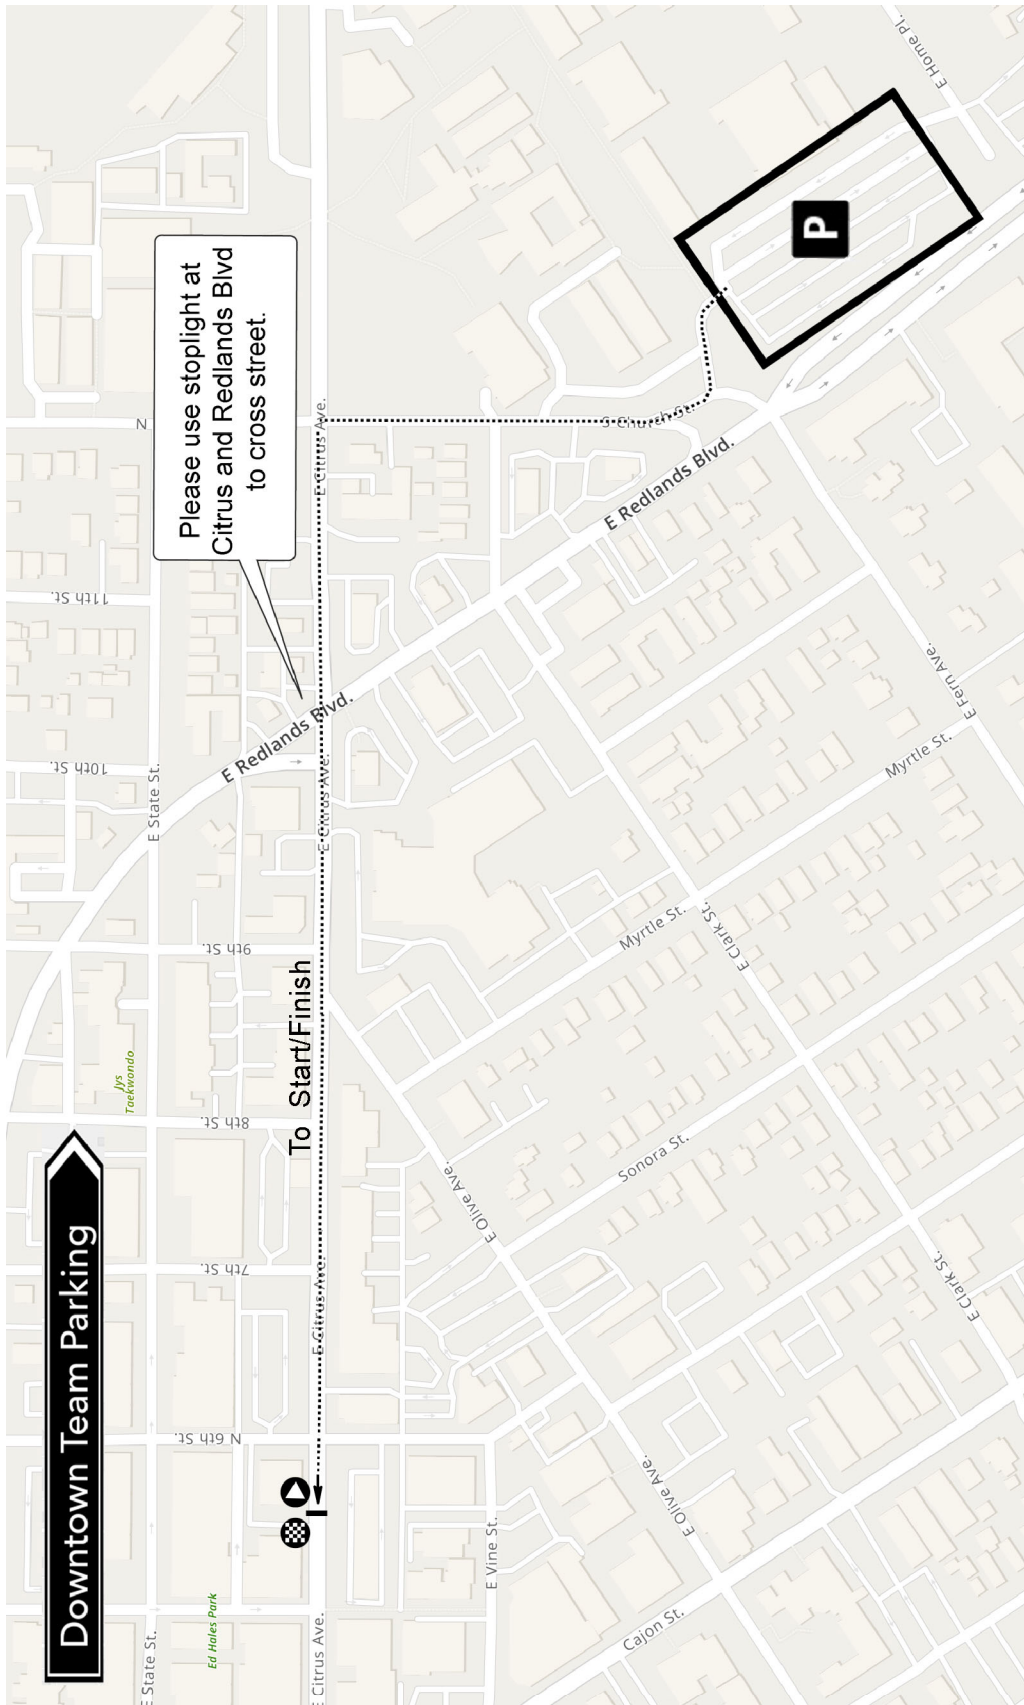 Downtown Team Parking
Please use stoplight at
Citrus and Redlands Blvd
to cross street.
To Start/Finish
P
E State St.
E State St.
Ed Hales Park
Jys
Taekwondo
N 6th St.
7th St.
8th St.
9th St.
10th St.
11th St.
N
E Citrus Ave.
E Citrus Ave.
E Citrus Ave.
E Citrus Ave.
E Citrus Ave.
E Redlands Blvd.
E Redlands Blvd.
S Church St.
E Home Pl.
E Vine St.
E Olive Ave.
E Olive Ave.
Cajon St.
Sonora St.
Myrtle St.
Myrtle St.
E Clark St.
E Clark St.
E Fern Ave.